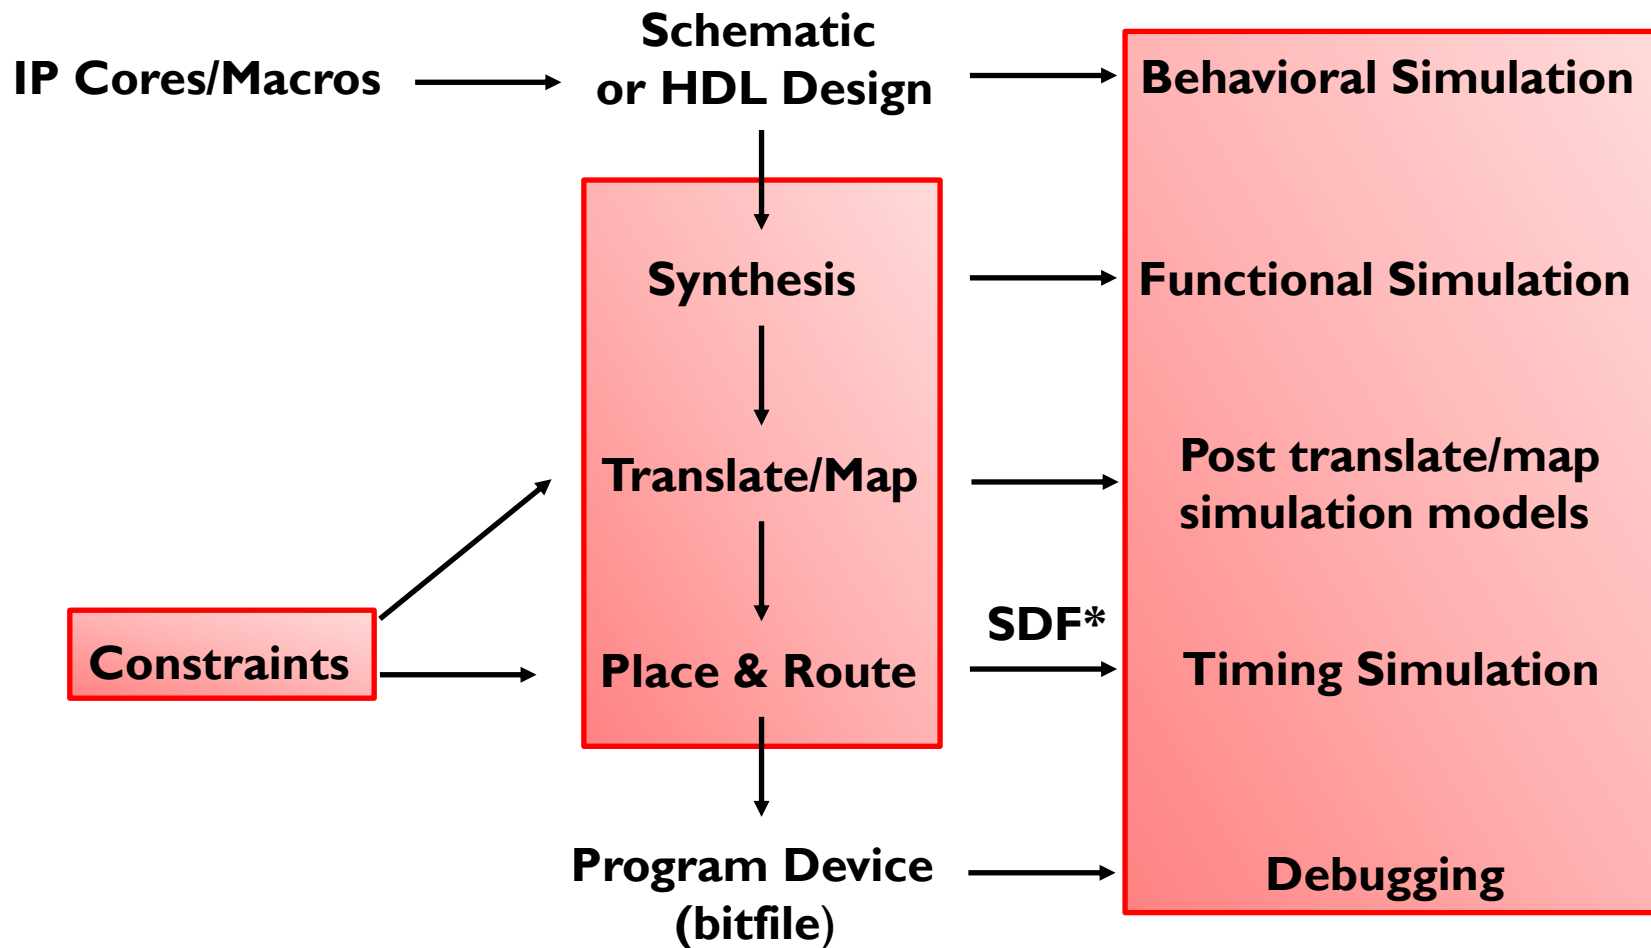 IP Cores/Macros
Schematic
or HDL Design
Behavioral Simulation
Synthesis
Functional Simulation
Translate/Map
Post translate/map
simulation models
Constraints
Place & Route
SDF*
Timing Simulation
Program Device
(bitfile)
Debugging